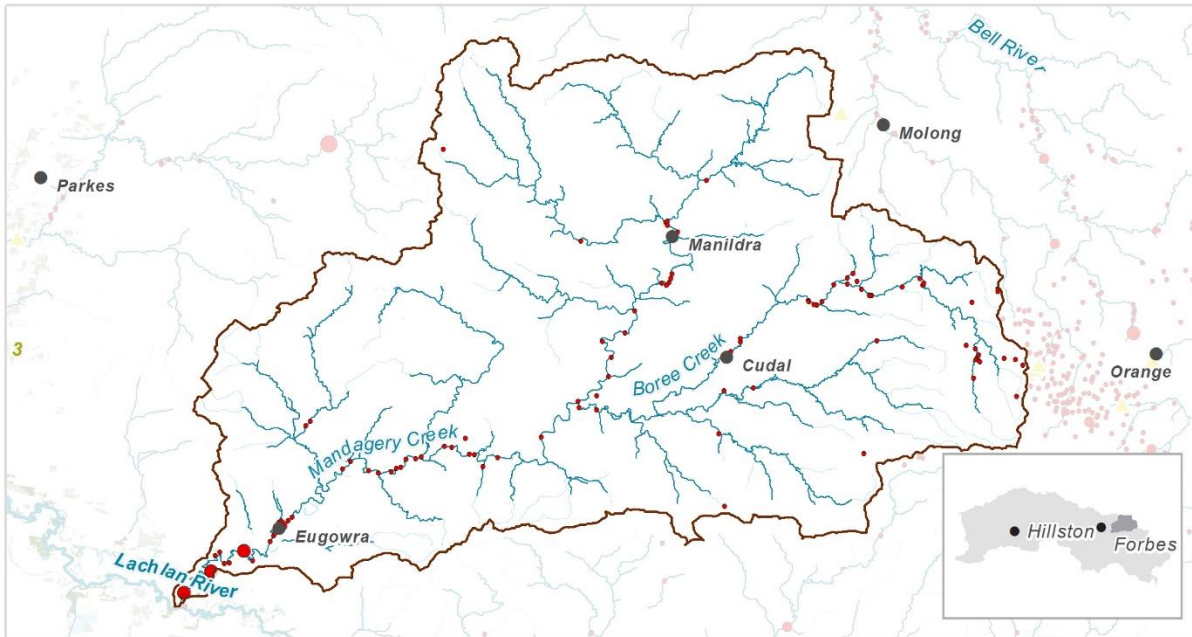 Bell River
Molong
Parkes
Manildra
3
Boree Creek
Cudal
Orange
Mandagery Creek
Eugowra
Lachlan River
Hillston
Forbes